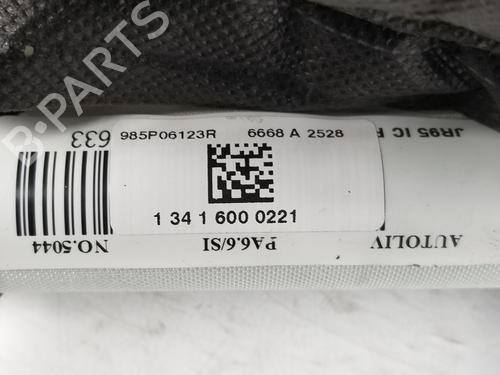 985P06123R 6668 A 2528
1 34 1 600 0221
633
JR95 IC
NO.5044
PA6.6/SI
AUTOLIV
B-PARTS